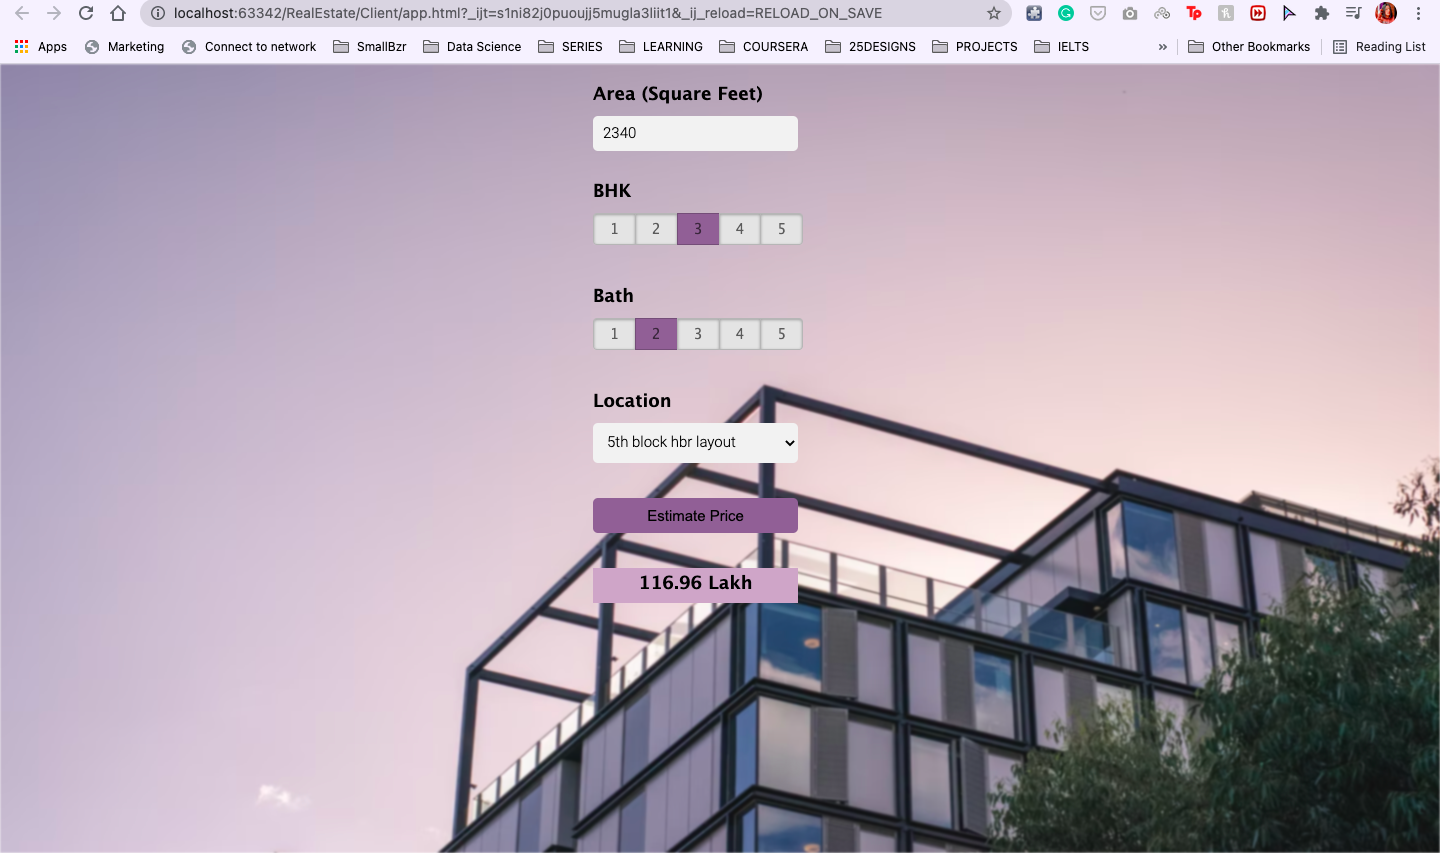 localhost:63342/RealEstate/Client/app.html?_ijt=s1ni82j0puoujj5mugla3liit1&_ij_reload=RELOAD_ON_SAVE
Apps Marketing Connect to network SmallBzr Data Science SERIES LEARNING COURSERA 25DESIGNS PROJECTS IELTS » Other Bookmarks Reading List
Area (Square Feet)
2340
BHK
1 2 3 4 5
Bath
1 2 3 4 5
Location
5th block hbr layout
Estimate Price
116.96 Lakh